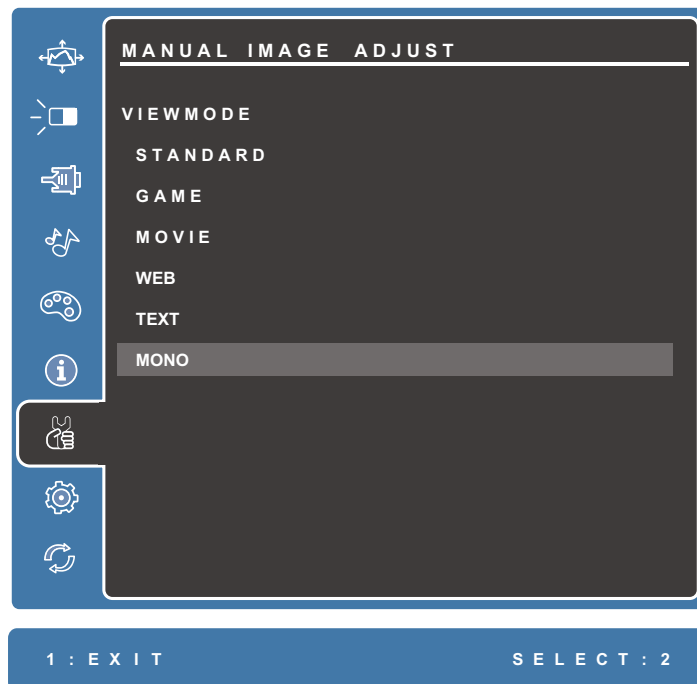 MANUAL IMAGE ADJUST
VIEWMODE
STANDARD
GAME
MOVIE
WEB
TEXT
MONO
1 : EXIT SELECT : 2